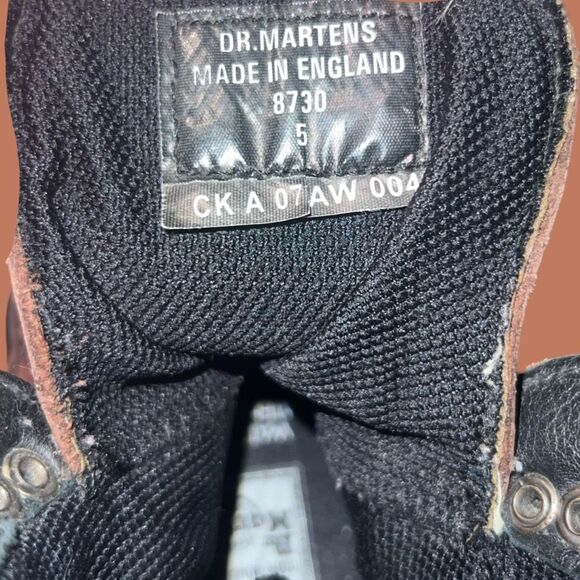 DR.MARTENS
MADE IN ENGLAND
8730
5
CK A 07 AW 004